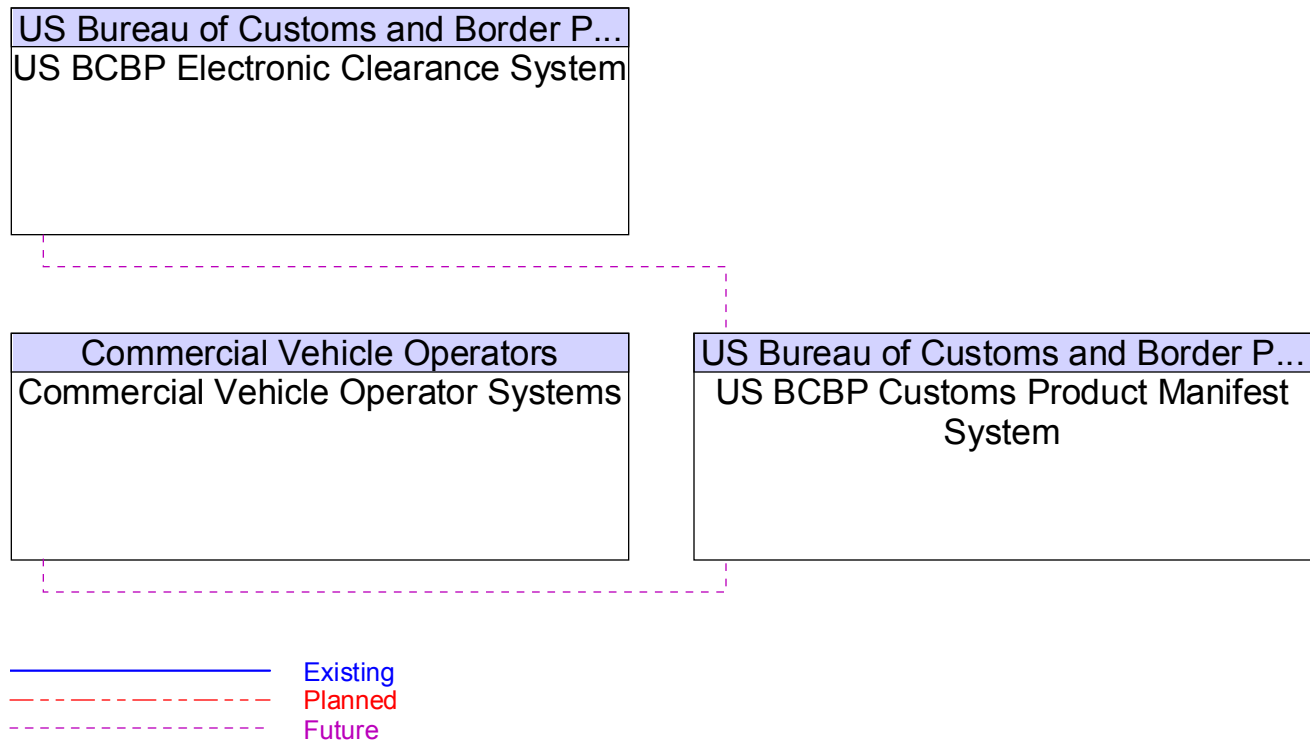 US Bureau of Customs and Border P...
US BCBP Electronic Clearance System
Commercial Vehicle Operators
Commercial Vehicle Operator Systems
US Bureau of Customs and Border P...
US BCBP Customs Product Manifest
System
Existing
Planned
Future